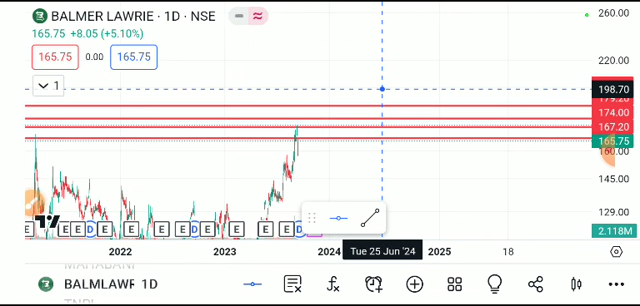 BALMER LAWRIE · 1D · NSE
165.75 +8.05 (+5.10%)
165.75 0.00 165.75
1
260.00
220.00
198.70
179.20
174.00
167.20
165.75
160.00
145.00
129.00
2.118M
E E E D E E E D E E E E D
2022 2023 2024 Tue 25 Jun '24 2025 18
MAHABANK
BALMLAWR 1D